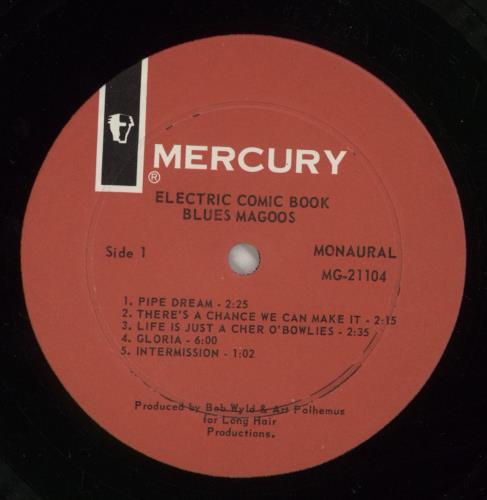 MERCURY
®
ELECTRIC COMIC BOOK
BLUES MAGOOS
Side 1
MONAURAL
MG-21104
1. PIPE DREAM - 2:25
2. THERE'S A CHANCE WE CAN MAKE IT - 2:15
3. LIFE IS JUST A CHER O'BOWLIES - 2:35
4. GLORIA - 6:00
5. INTERMISSION - 1:02
Produced by Bob Wyld & Art Polhemus
for Long Hair
Productions.